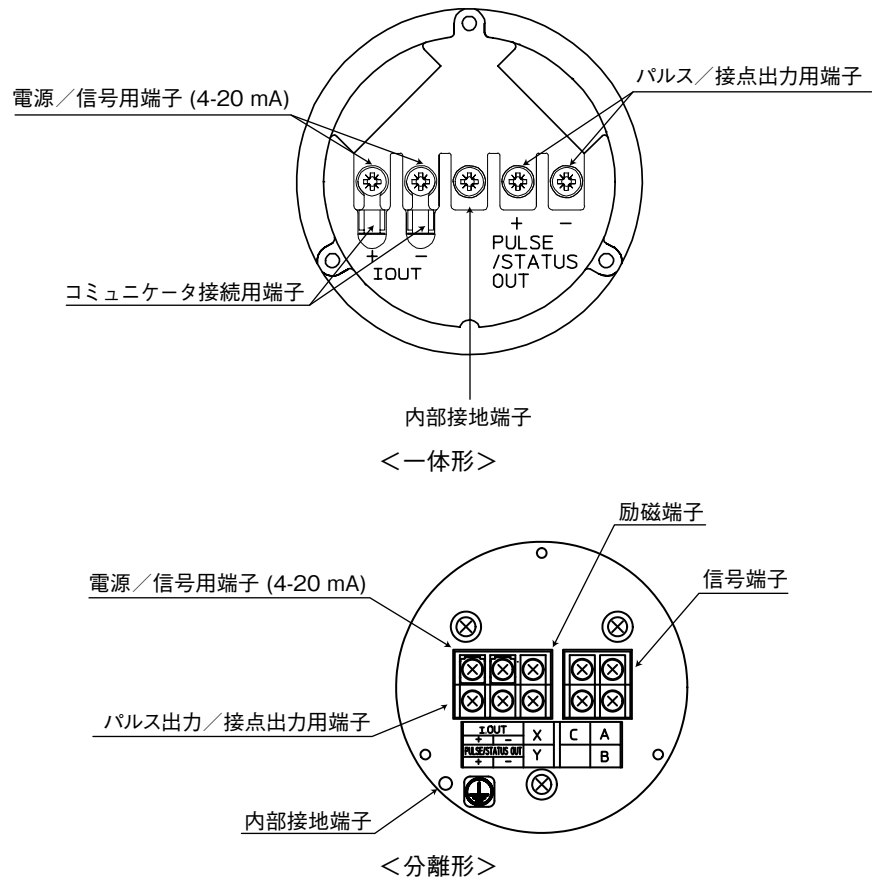 パルス／接点出力用端子
電源／信号用端子 (4-20 mA)
+ - + -
IOUT
PULSE
/STATUS
OUT
コミュニケータ接続用端子
内部接地端子
＜一体形＞
励磁端子
電源／信号用端子 (4-20 mA)
信号端子
パルス出力／接点出力用端子
I.OUT X C A
+ -
PULSE/STATUS OUT Y B
+ -
内部接地端子
＜分離形＞